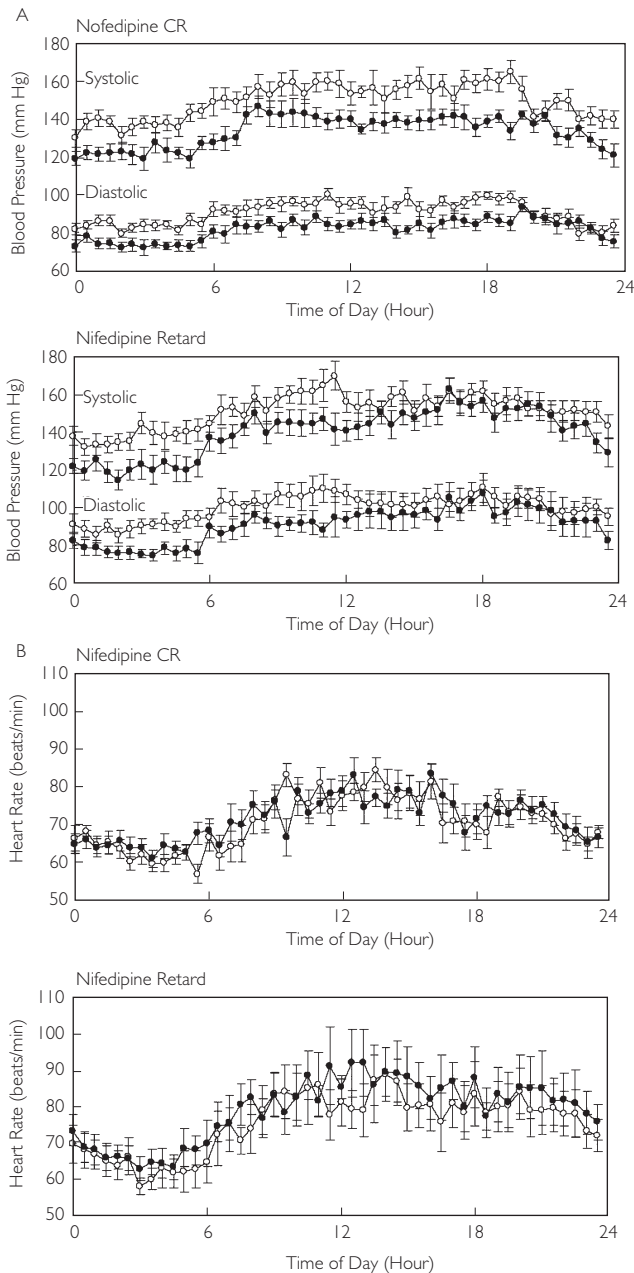 A
Nofedipine CR
180
160
140
120
100
80
60
Systolic
Diastolic
Blood Pressure (mm Hg)
0 6 12 18 24
Time of Day (Hour)
Nifedipine Retard
180
160
140
120
100
80
60
Systolic
Diastolic
Blood Pressure (mm Hg)
0 6 12 18 24
Time of Day (Hour)
B
Nifedipine CR
110
100
90
80
70
60
50
Heart Rate (beats/min)
0 6 12 18 24
Time of Day (Hour)
Nifedipine Retard
110
100
90
80
70
60
50
Heart Rate (beats/min)
0 6 12 18 24
Time of Day (Hour)